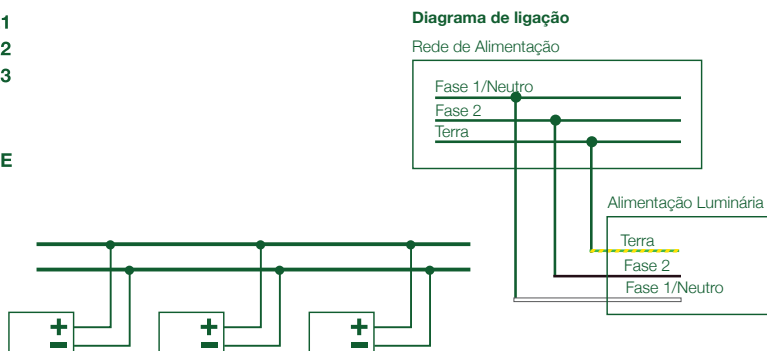 1
2
3
E
Diagrama de ligação
Rede de Alimentação
Fase 1/Neutro
Fase 2
Terra
Alimentação Luminária
Terra
Fase 2
Fase 1/Neutro
+
−
+
−
+
−